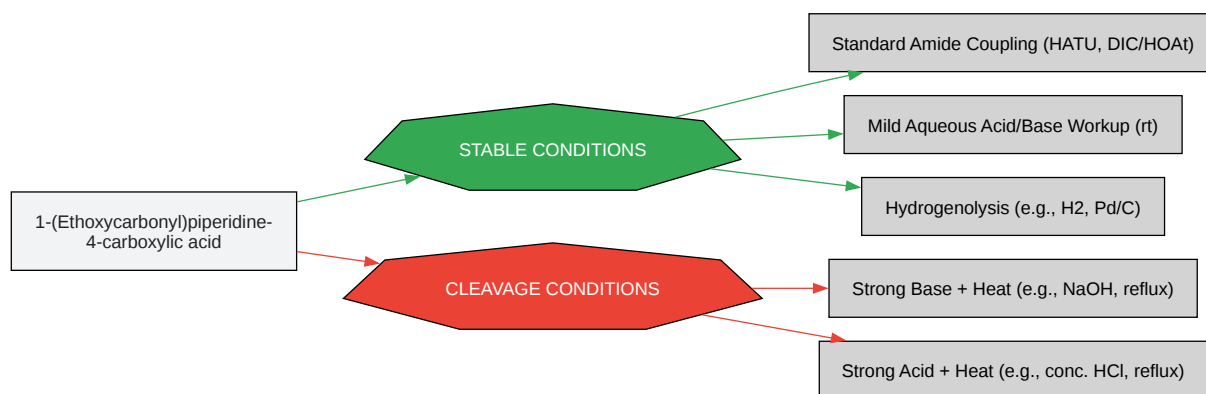 Standard Amide Coupling (HATU, DIC/HOAt)
STABLE CONDITIONS
Mild Aqueous Acid/Base Workup (rt)
Hydrogenolysis (e.g., H2, Pd/C)
1-(Ethoxycarbonyl)piperidine-
4-carboxylic acid
CLEAVAGE CONDITIONS
Strong Base + Heat (e.g., NaOH, reflux)
Strong Acid + Heat (e.g., conc. HCl, reflux)